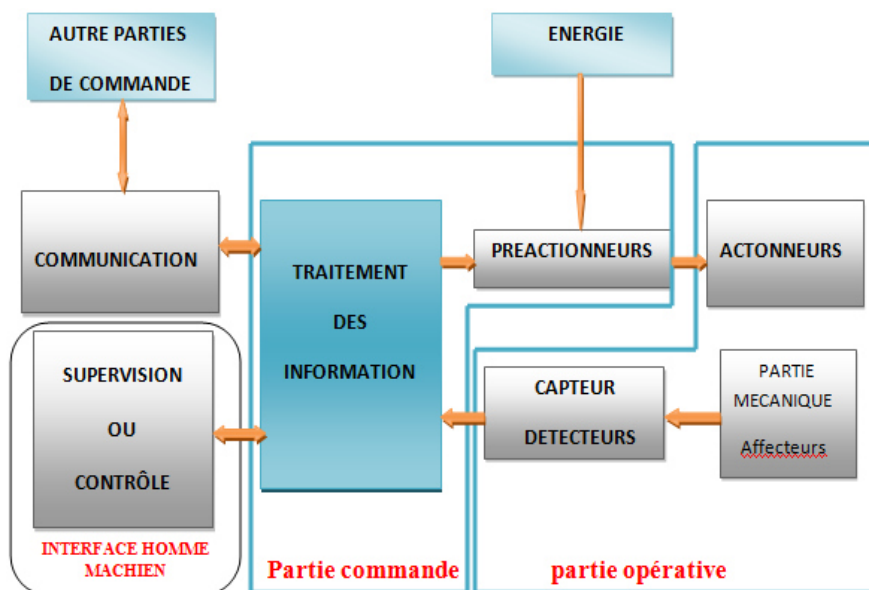 AUTRE PARTIES
DE COMMANDE
ENERGIE
COMMUNICATION
TRAITEMENT
DES
INFORMATION
PREACTIONNEURS
ACTONNEURS
SUPERVISION
OU
CONTRÔLE
CAPTEUR
DETECTEURS
PARTIE
MECANIQUE
Affecteurs
INTERFACE HOMME
MACHIEN
Partie commande
partie opérative